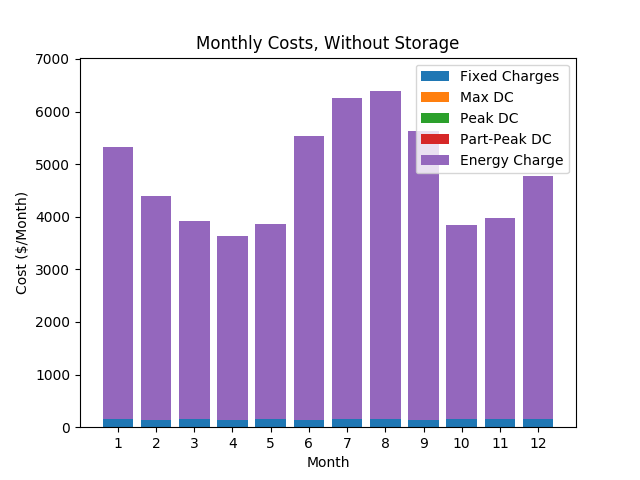 Monthly Costs, Without Storage
7000
6000
5000
4000
3000
2000
1000
0
Cost ($/Month)
Fixed Charges
Max DC
Peak DC
Part-Peak DC
Energy Charge
1 2 3 4 5 6 7 8 9 10 11 12
Month